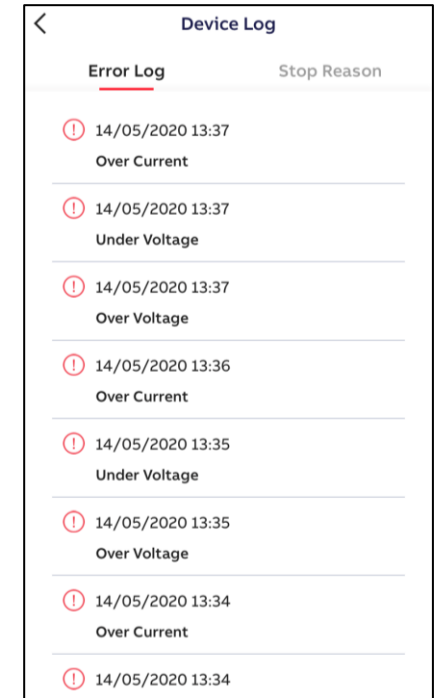 Device Log
Error Log Stop Reason
14/05/2020 13:37
Over Current
14/05/2020 13:37
Under Voltage
14/05/2020 13:37
Over Voltage
14/05/2020 13:36
Over Current
14/05/2020 13:35
Under Voltage
14/05/2020 13:35
Over Voltage
14/05/2020 13:34
Over Current
14/05/2020 13:34